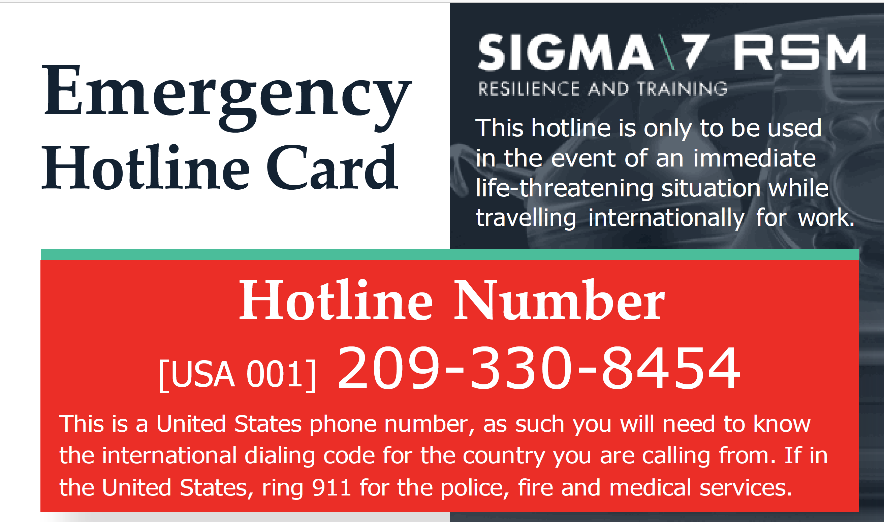 Emergency
Hotline Card
SIGMA\7 RSM
RESILIENCE AND TRAINING
This hotline is only to be used
in the event of an immediate
life-threatening situation while
travelling internationally for work.
Hotline Number
[USA 001] 209-330-8454
This is a United States phone number, as such you will need to know
the international dialing code for the country you are calling from. If in
the United States, ring 911 for the police, fire and medical services.